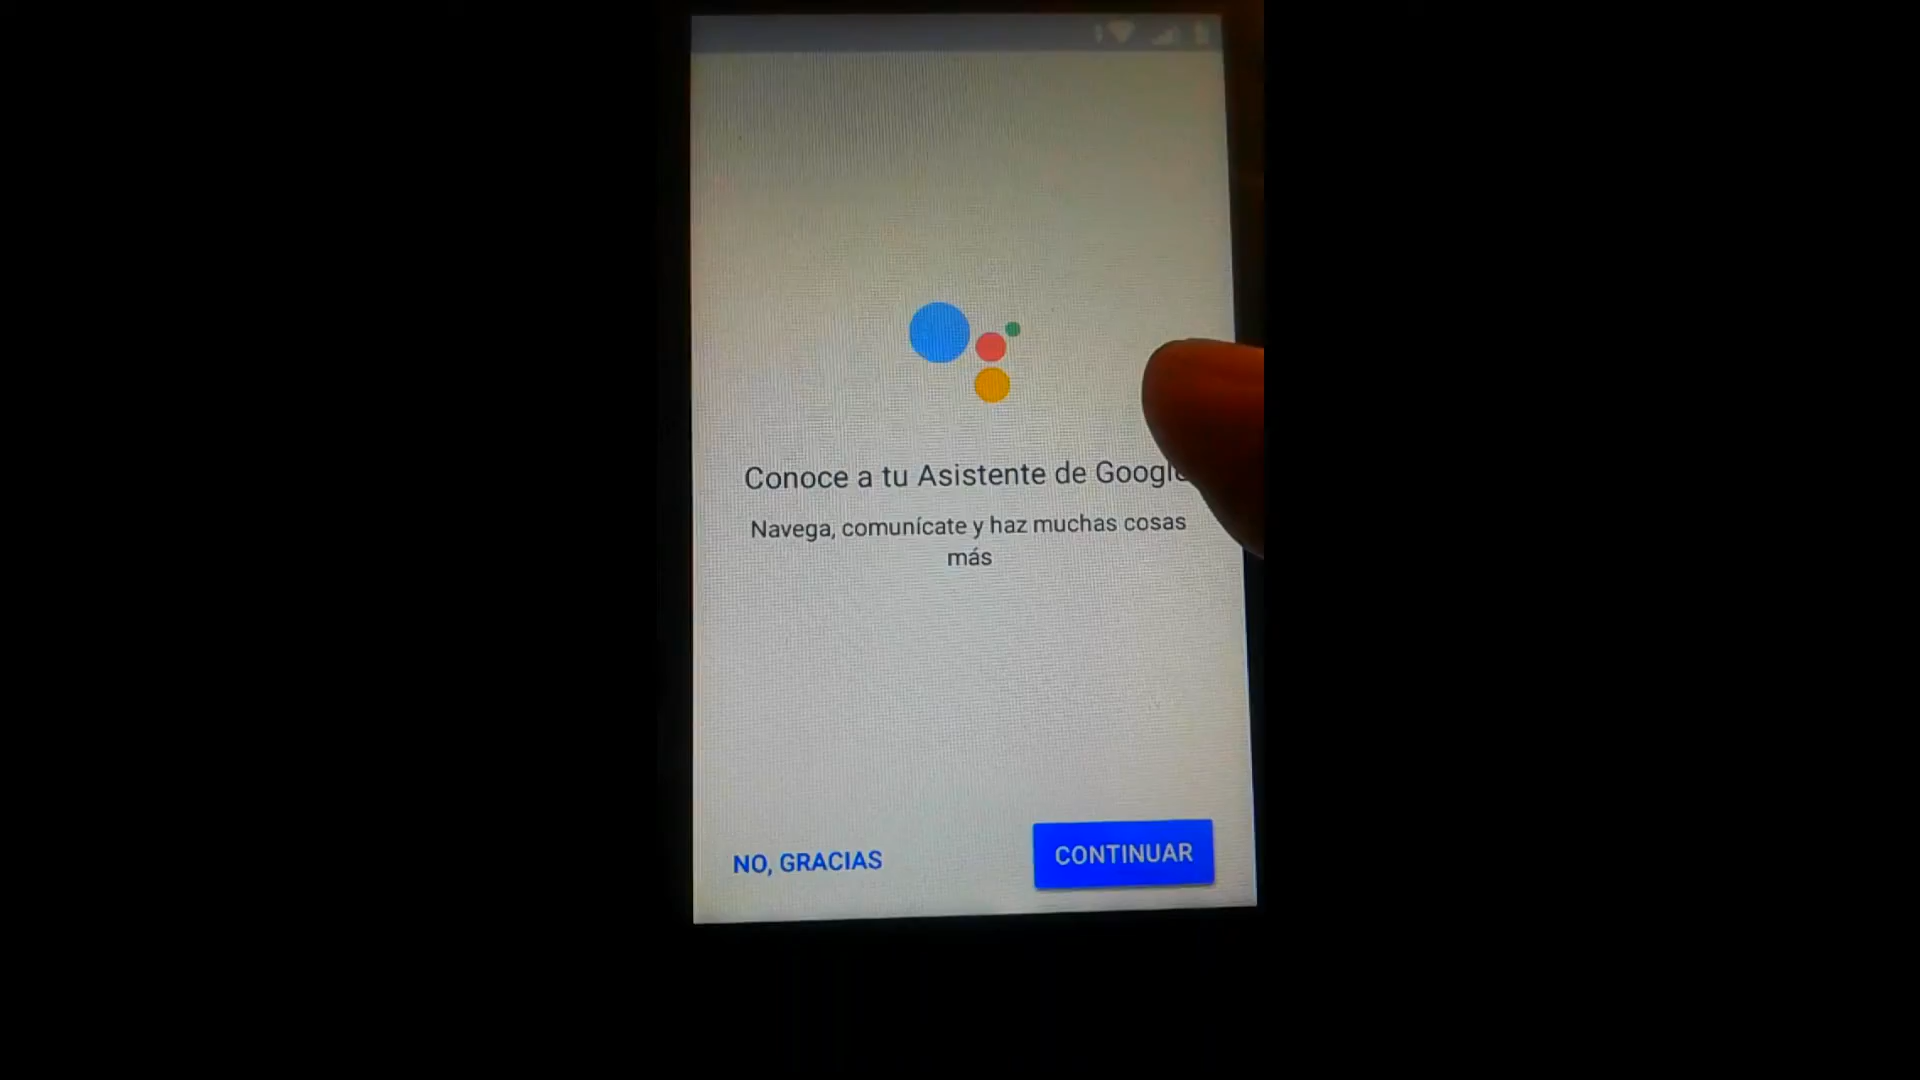 Conoce a tu Asistente de Google
Navega, comunícate y haz muchas cosas
más
NO, GRACIAS
CONTINUAR